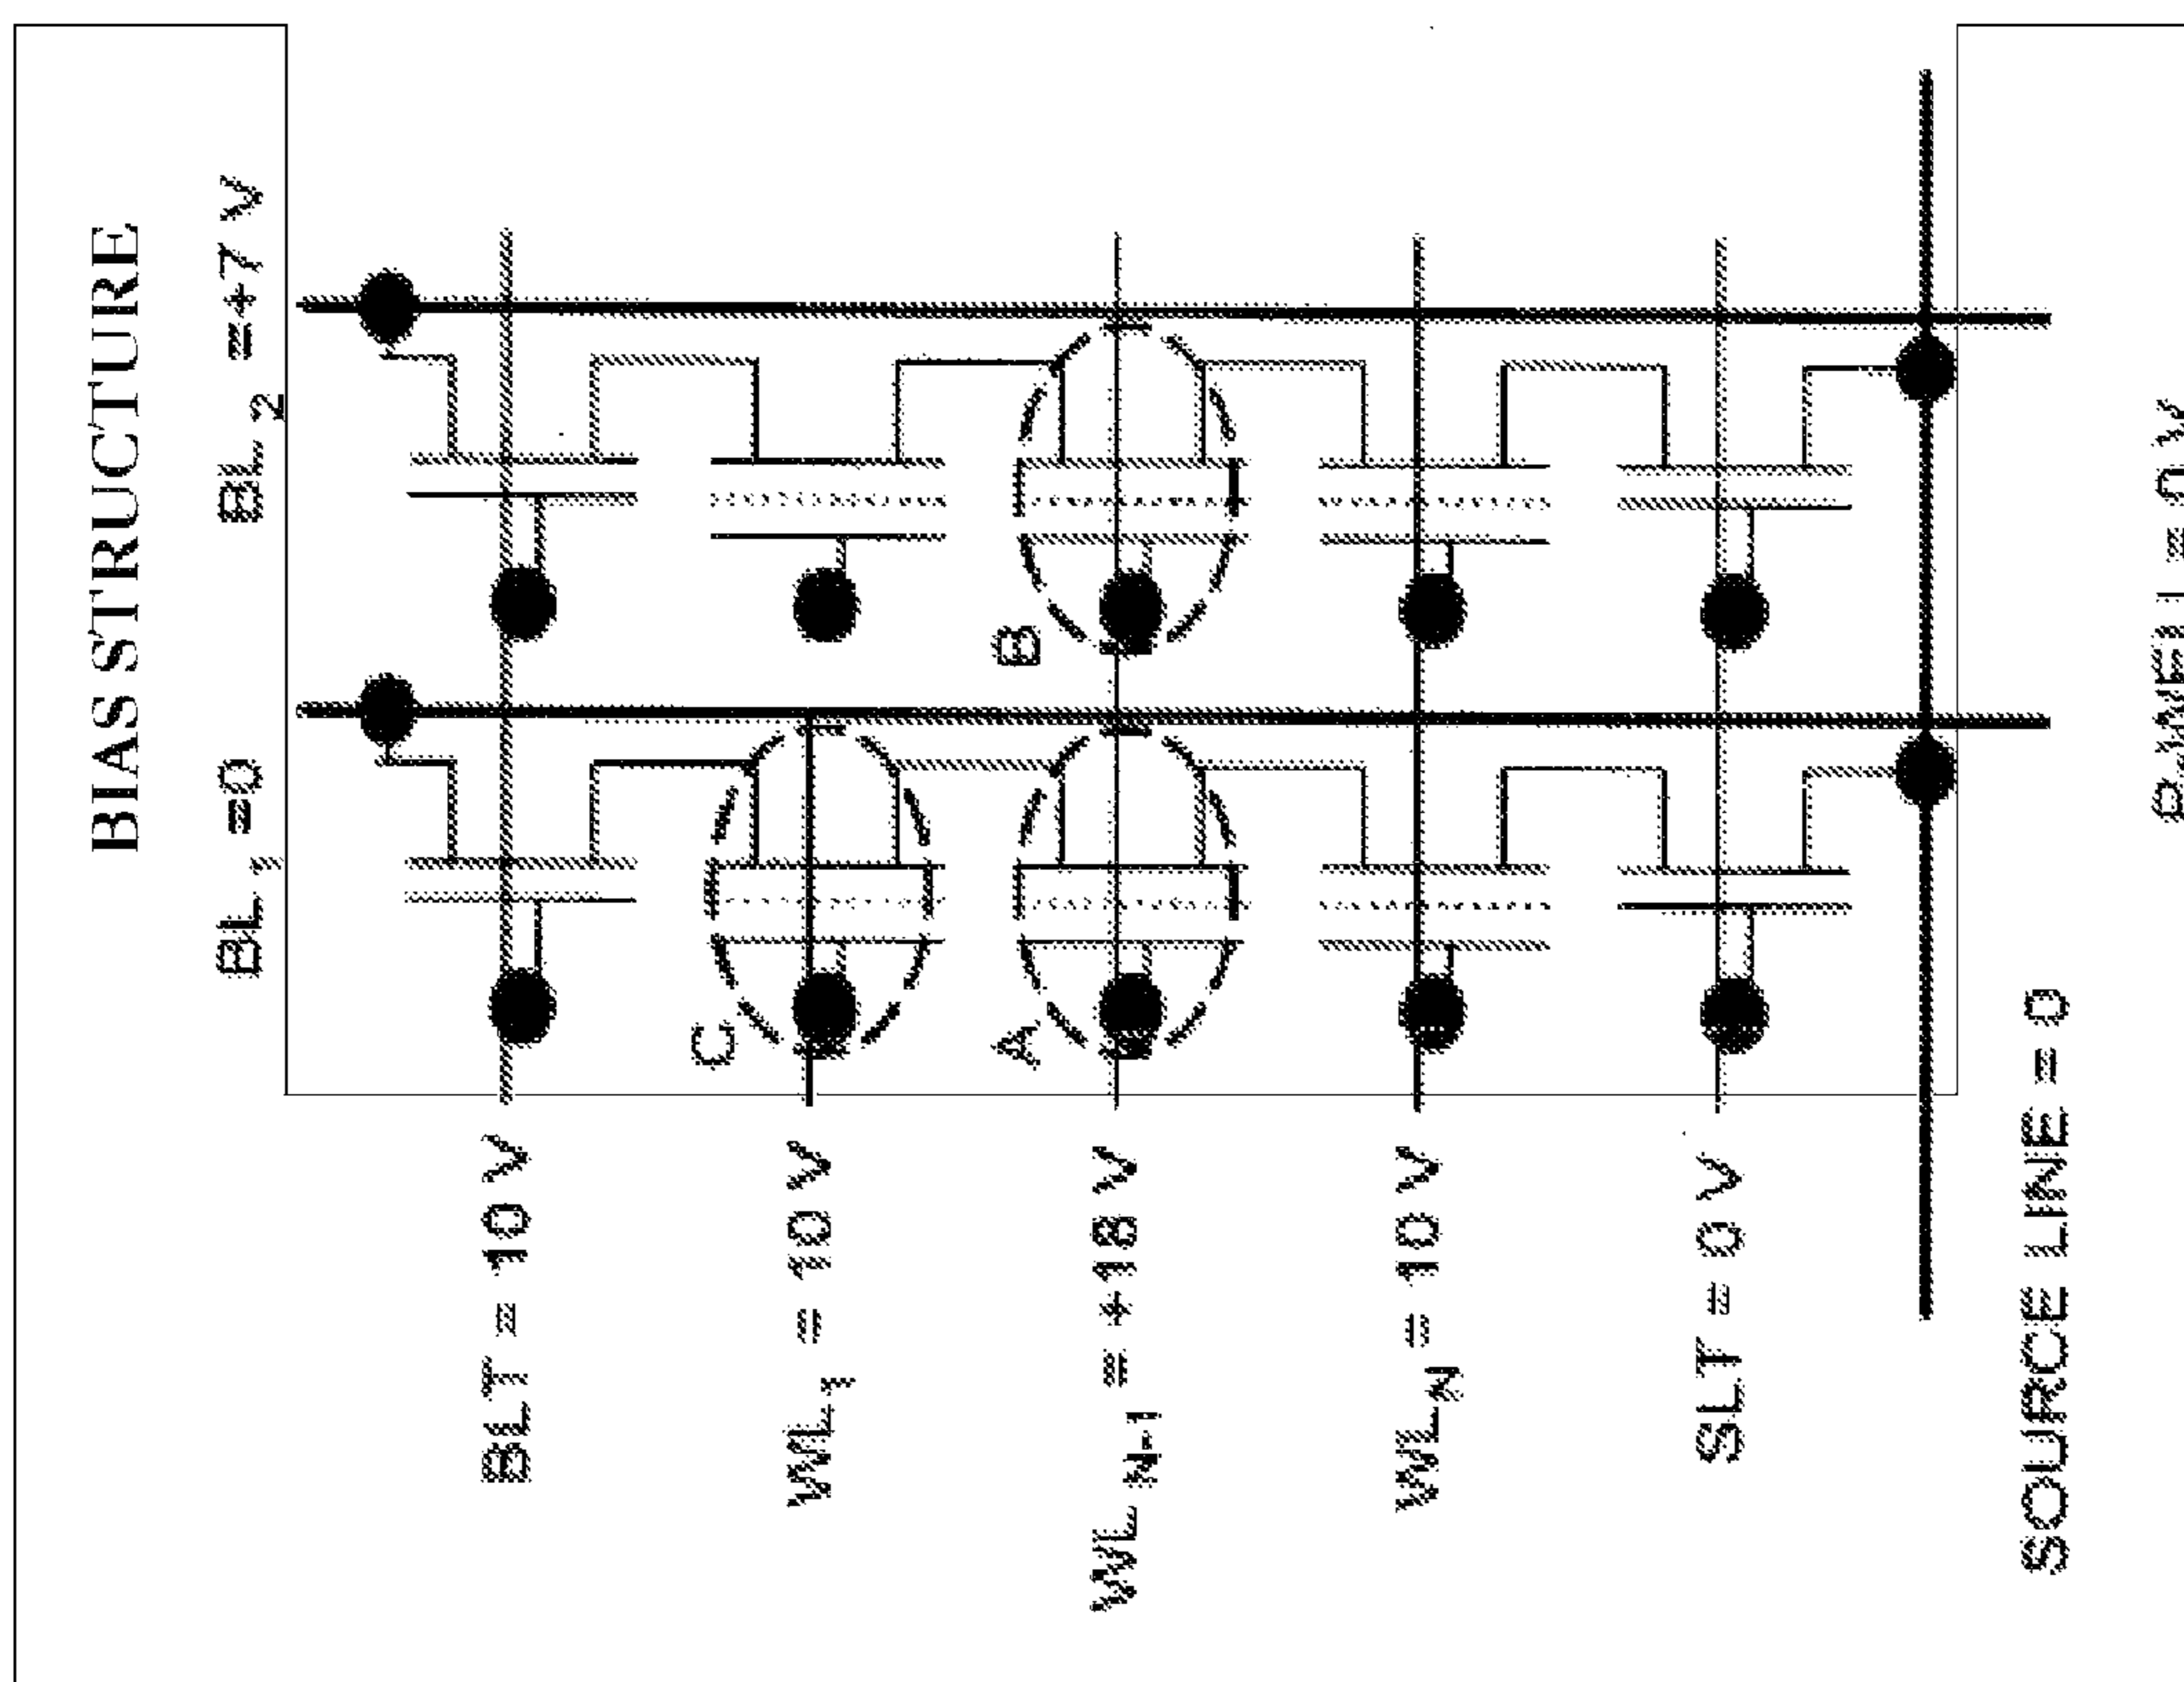 BIAS STRUCTURE
BL1 =0
BL2 =+7 V
B
C
A
BLT = 10 V
WL1 = 10 V
WL N-1 = +18 V
WLN = 10 V
SLT = 0 V
SOURCE LINE = 0